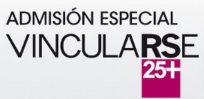 ADMISIÓN ESPECIAL
VINCULARSE
25+